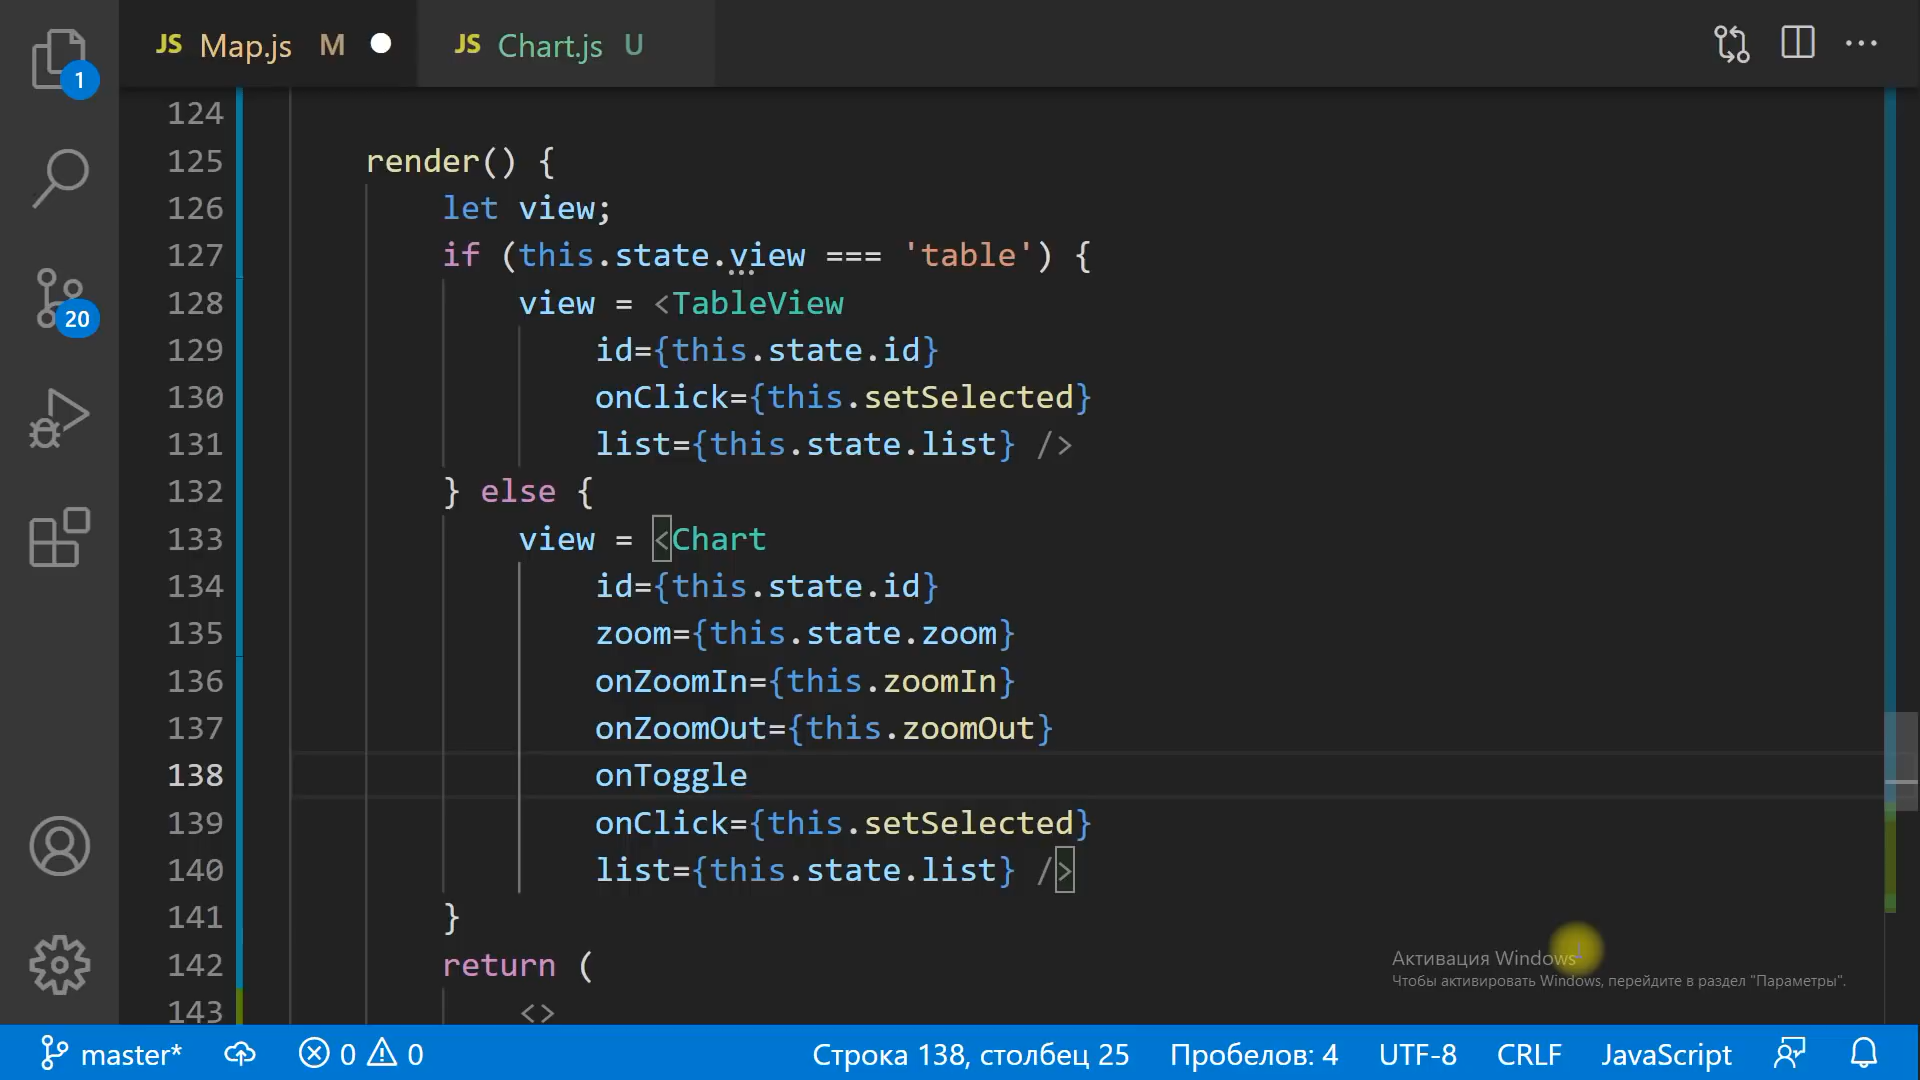 JS Map.js M JS Chart.js U
1
20
124
125 render() {
126 let view;
127 if (this.state.view === 'table') {
128 view = <TableView
129 id={this.state.id}
130 onClick={this.setSelected}
131 list={this.state.list} />
132 } else {
133 view = <Chart
134 id={this.state.id}
135 zoom={this.state.zoom}
136 onZoomIn={this.zoomIn}
137 onZoomOut={this.zoomOut}
138 onToggle
139 onClick={this.setSelected}
140 list={this.state.list} />
141 }
142 return (
143 <>
Активация Windows
Чтобы активировать Windows, перейдите в раздел "Параметры".
master* 0 0 Строка 138, столбец 25 Пробелов: 4 UTF-8 CRLF JavaScript